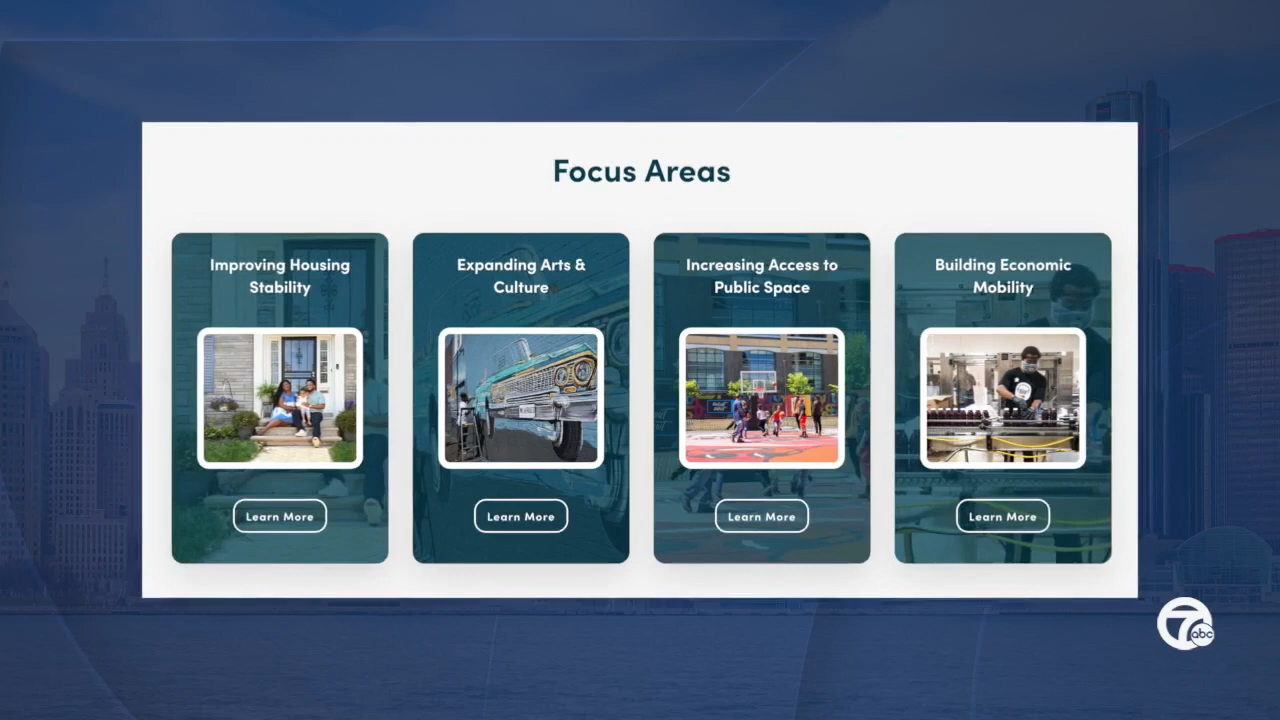 Focus Areas
Improving Housing
Stability
Expanding Arts &
Culture
Increasing Access to
Public Space
Building Economic
Mobility
Learn More
Learn More
Learn More
Learn More
7
abc